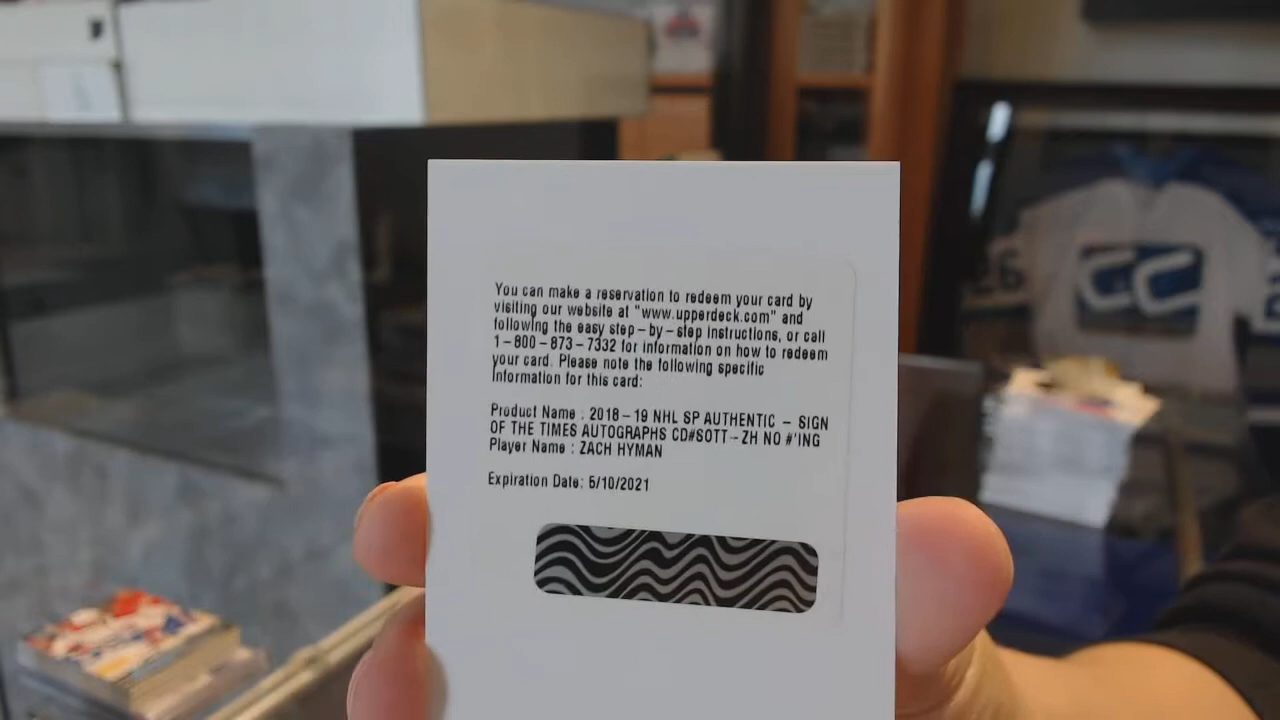 You can make a reservation to redeem your card by
visiting our website at "www.upperdeck.com" and
following the easy step-by-step instructions, or call
1-800-873-7332 for information on how to redeem
your card. Please note the following specific
Information for this card:
Product Name : 2018-19 NHL SP AUTHENTIC - SIGN
OF THE TIMES AUTOGRAPHS CD#SOTT-ZH NO #'ING
Player Name : ZACH HYMAN
Expiration Date: 5/10/2021